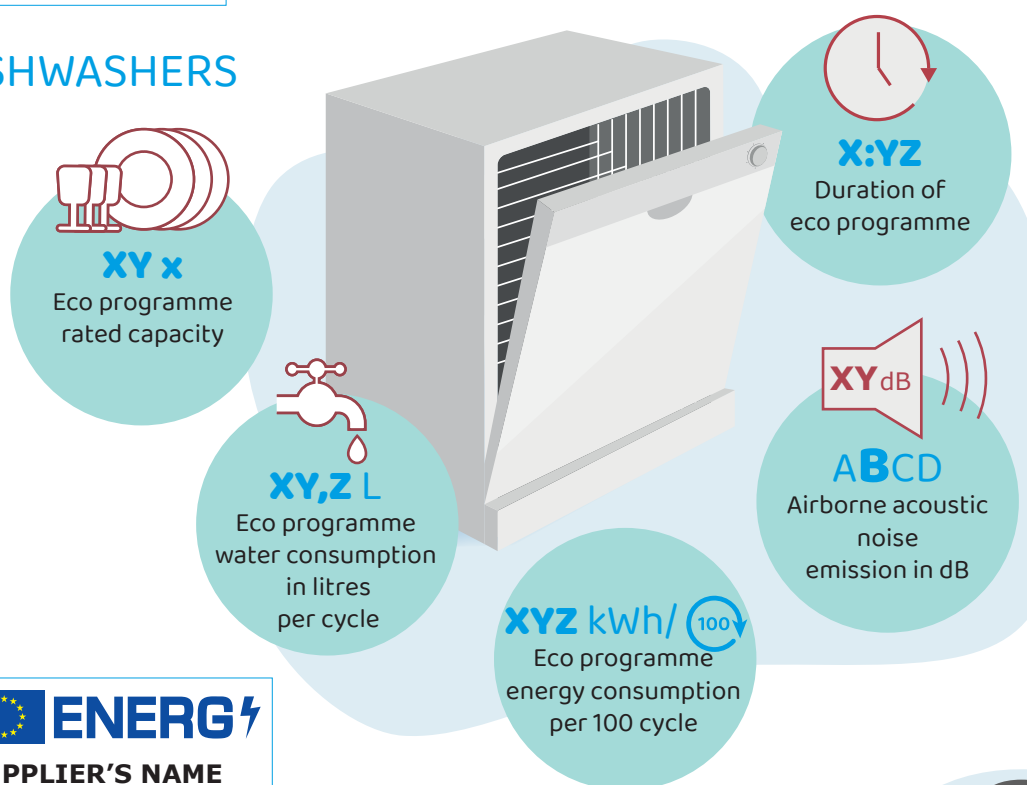 SHWASHERS
X:YZ
Duration of
eco programme
XY x
Eco programme
rated capacity
XY dB
ABCD
Airborne acoustic
noise
emission in dB
XY,Z L
Eco programme
water consumption
in litres
per cycle
XYZ kWh/ 100
Eco programme
energy consumption
per 100 cycle
ENERG
PPLIER'S NAME